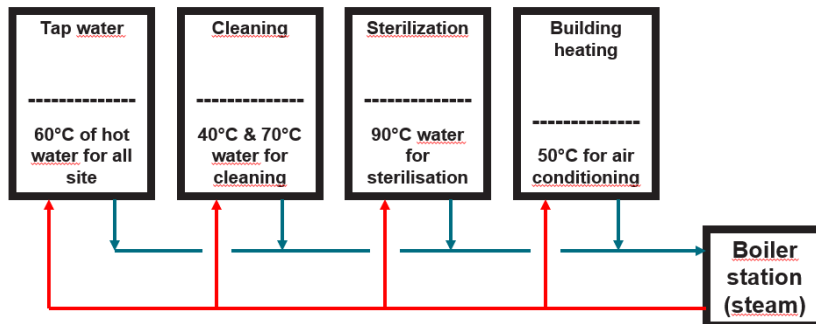 Tap water
--------------
60°C of hot
water for all
site
Cleaning
--------------
40°C & 70°C
water for
cleaning
Sterilization
--------------
90°C water
for
sterilisation
Building
heating
--------------
50°C for air
conditioning
Boiler
station
(steam)